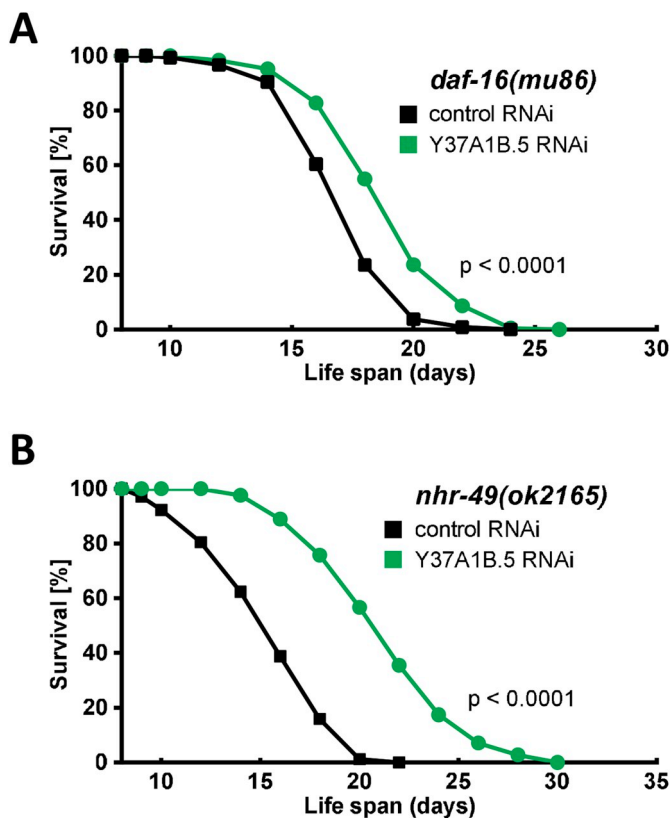 A
100
80
60
40
20
0
Survival [%]
daf-16(mu86)
control RNAi
Y37A1B.5 RNAi
p < 0.0001
10 15 20 25 30
Life span (days)
B
100
80
60
40
20
0
Survival [%]
nhr-49(ok2165)
control RNAi
Y37A1B.5 RNAi
p < 0.0001
10 15 20 25 30 35
Life span (days)